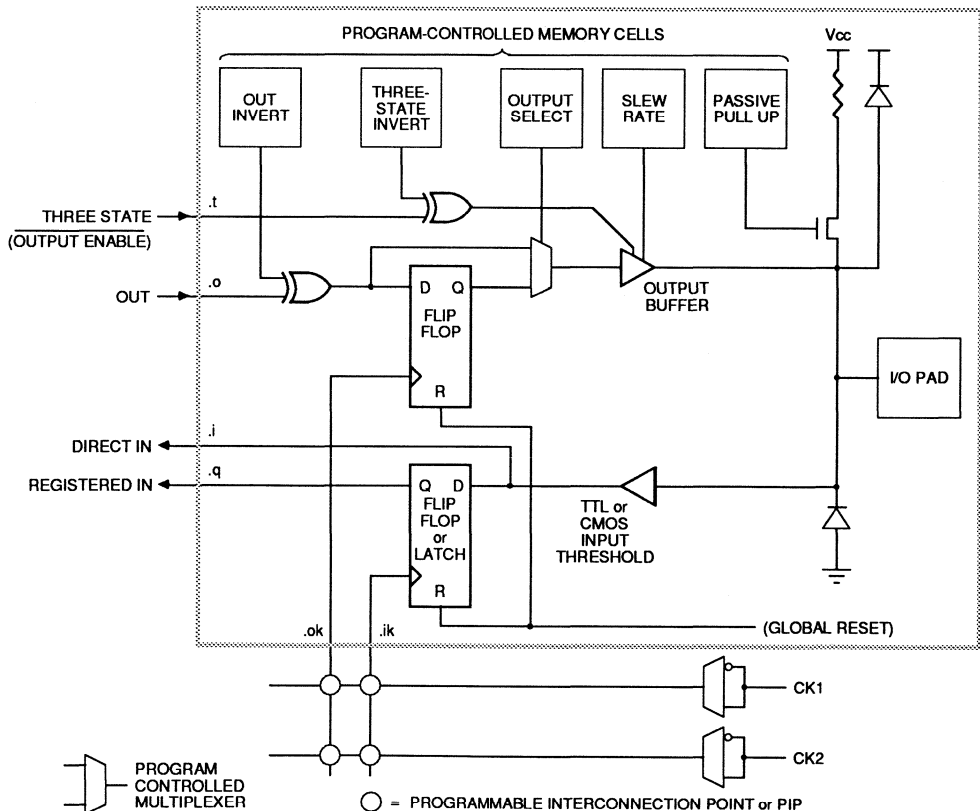 PROGRAM-CONTROLLED MEMORY CELLS
Vcc
OUT
INVERT
THREE-
STATE
INVERT
OUTPUT
SELECT
SLEW
RATE
PASSIVE
PULL UP
THREE STATE
(OUTPUT ENABLE)
.t
OUT
.o
D Q
FLIP
FLOP
R
OUTPUT
BUFFER
I/O PAD
DIRECT IN
.i
REGISTERED IN
.q
Q D
FLIP
FLOP
or
LATCH
R
TTL or
CMOS
INPUT
THRESHOLD
.ok
.ik
(GLOBAL RESET)
CK1
CK2
PROGRAM
CONTROLLED
MULTIPLEXER
= PROGRAMMABLE INTERCONNECTION POINT or PIP